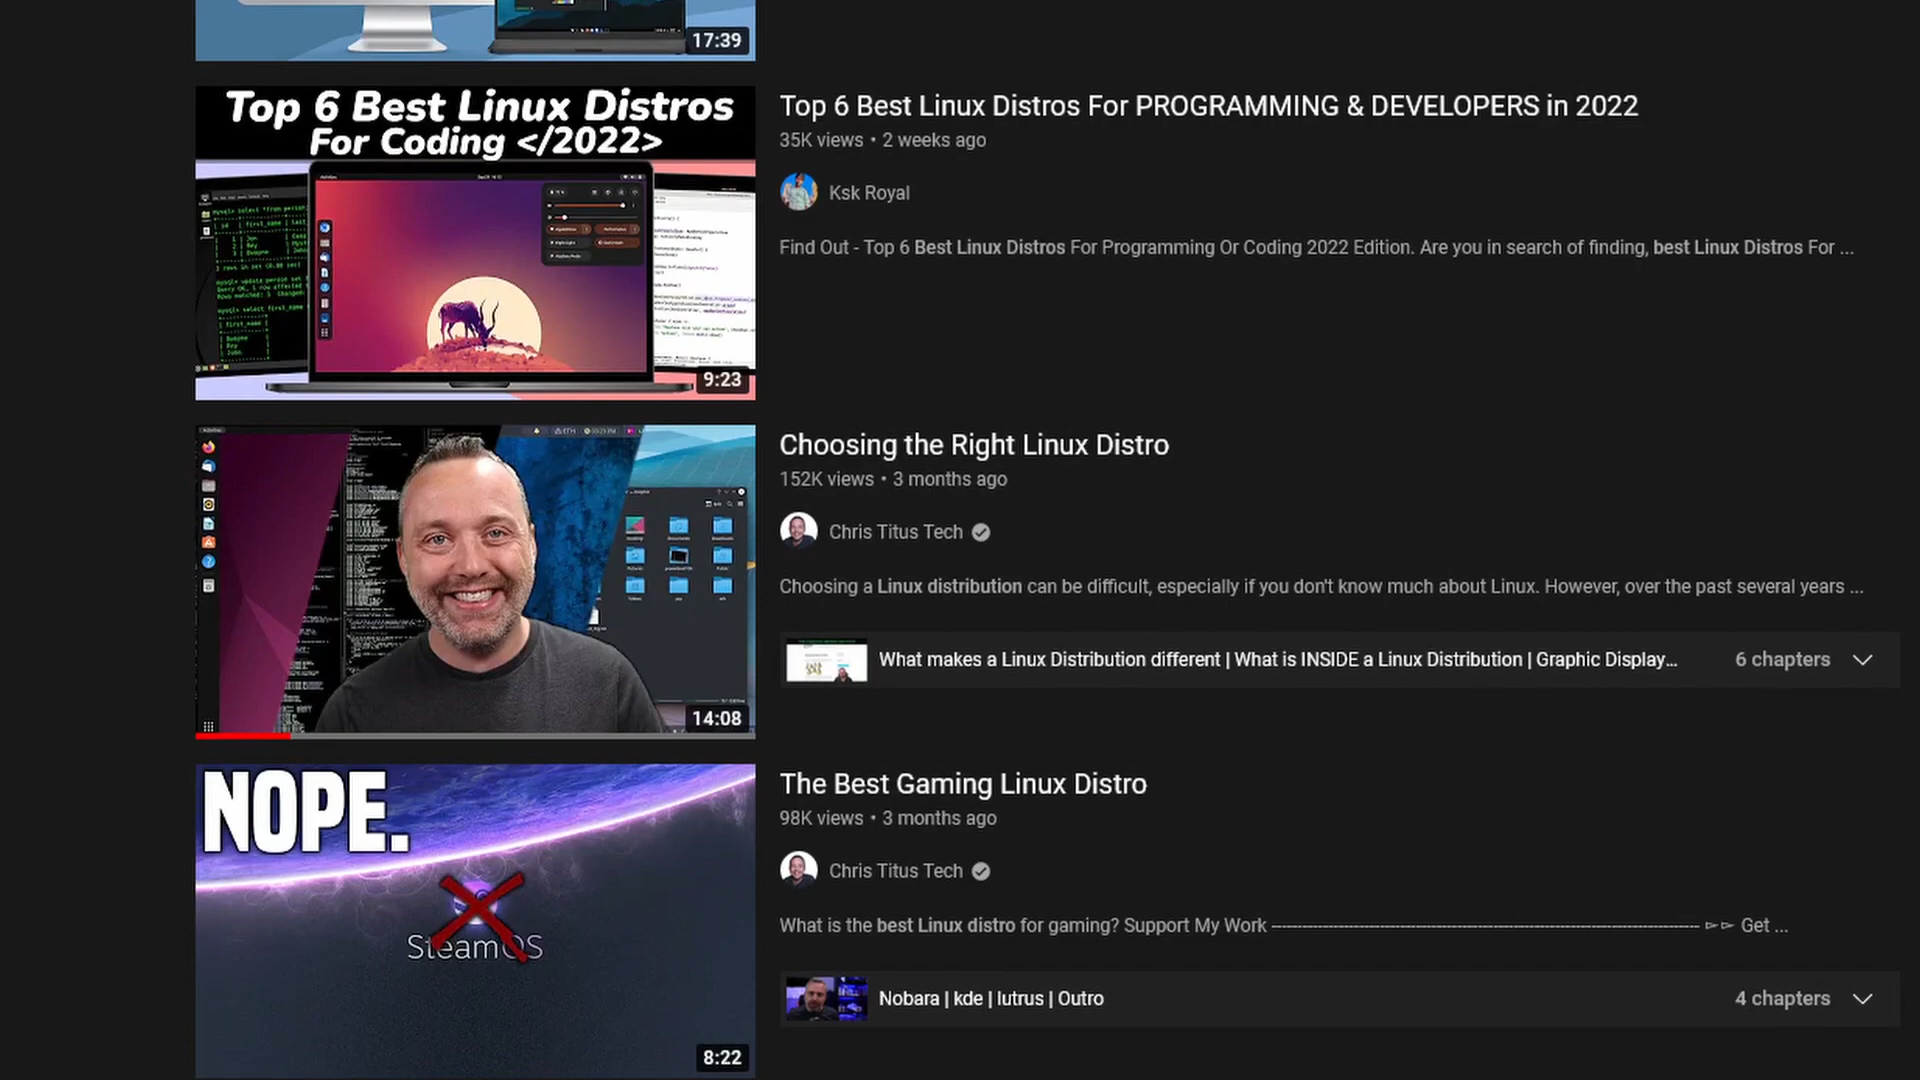 17:39
Top 6 Best Linux Distros
For Coding </2022>
9:23
Top 6 Best Linux Distros For PROGRAMMING & DEVELOPERS in 2022
35K views • 2 weeks ago
Ksk Royal
Find Out - Top 6 Best Linux Distros For Programming Or Coding 2022 Edition. Are you in search of finding, best Linux Distros For ...
14:08
Choosing the Right Linux Distro
152K views • 3 months ago
Chris Titus Tech
Choosing a Linux distribution can be difficult, especially if you don't know much about Linux. However, over the past several years ...
What makes a Linux Distribution different | What is INSIDE a Linux Distribution | Graphic Display...
6 chapters
NOPE.
SteamOS
8:22
The Best Gaming Linux Distro
98K views • 3 months ago
Chris Titus Tech
What is the best Linux distro for gaming? Support My Work ---------------------------------------- ▻▻ Get ...
Nobara | kde | lutrus | Outro
4 chapters